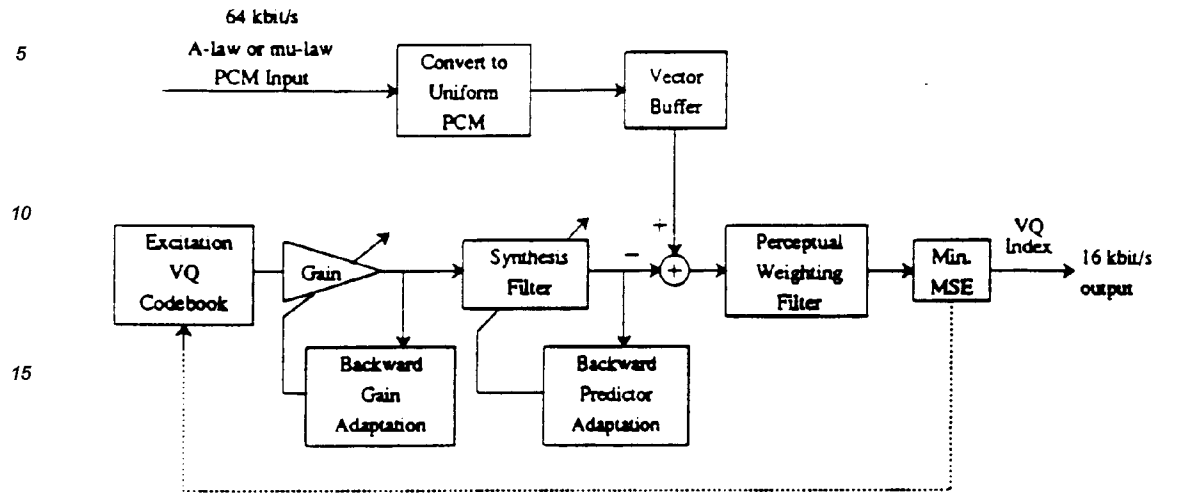 64 kbit/s
A-law or mu-law
PCM Input
5
Convert to
Uniform
PCM
Vector
Buffer
10
+
−
+
Excitation
VQ
Codebook
Gain
Synthesis
Filter
Perceptual
Weighting
Filter
Min.
MSE
VQ
Index
16 kbit/s
output
15
Backward
Gain
Adaptation
Backward
Predictor
Adaptation